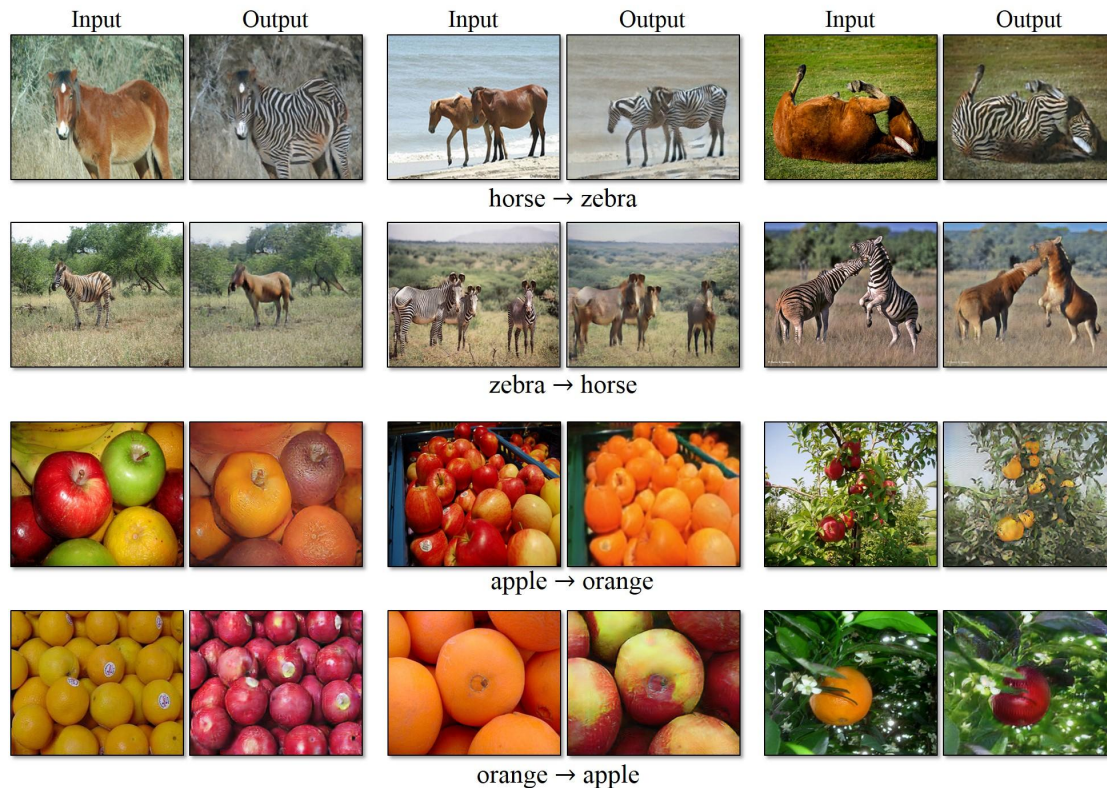 Input Output Input Output Input Output
horse → zebra
zebra → horse
apple → orange
orange → apple